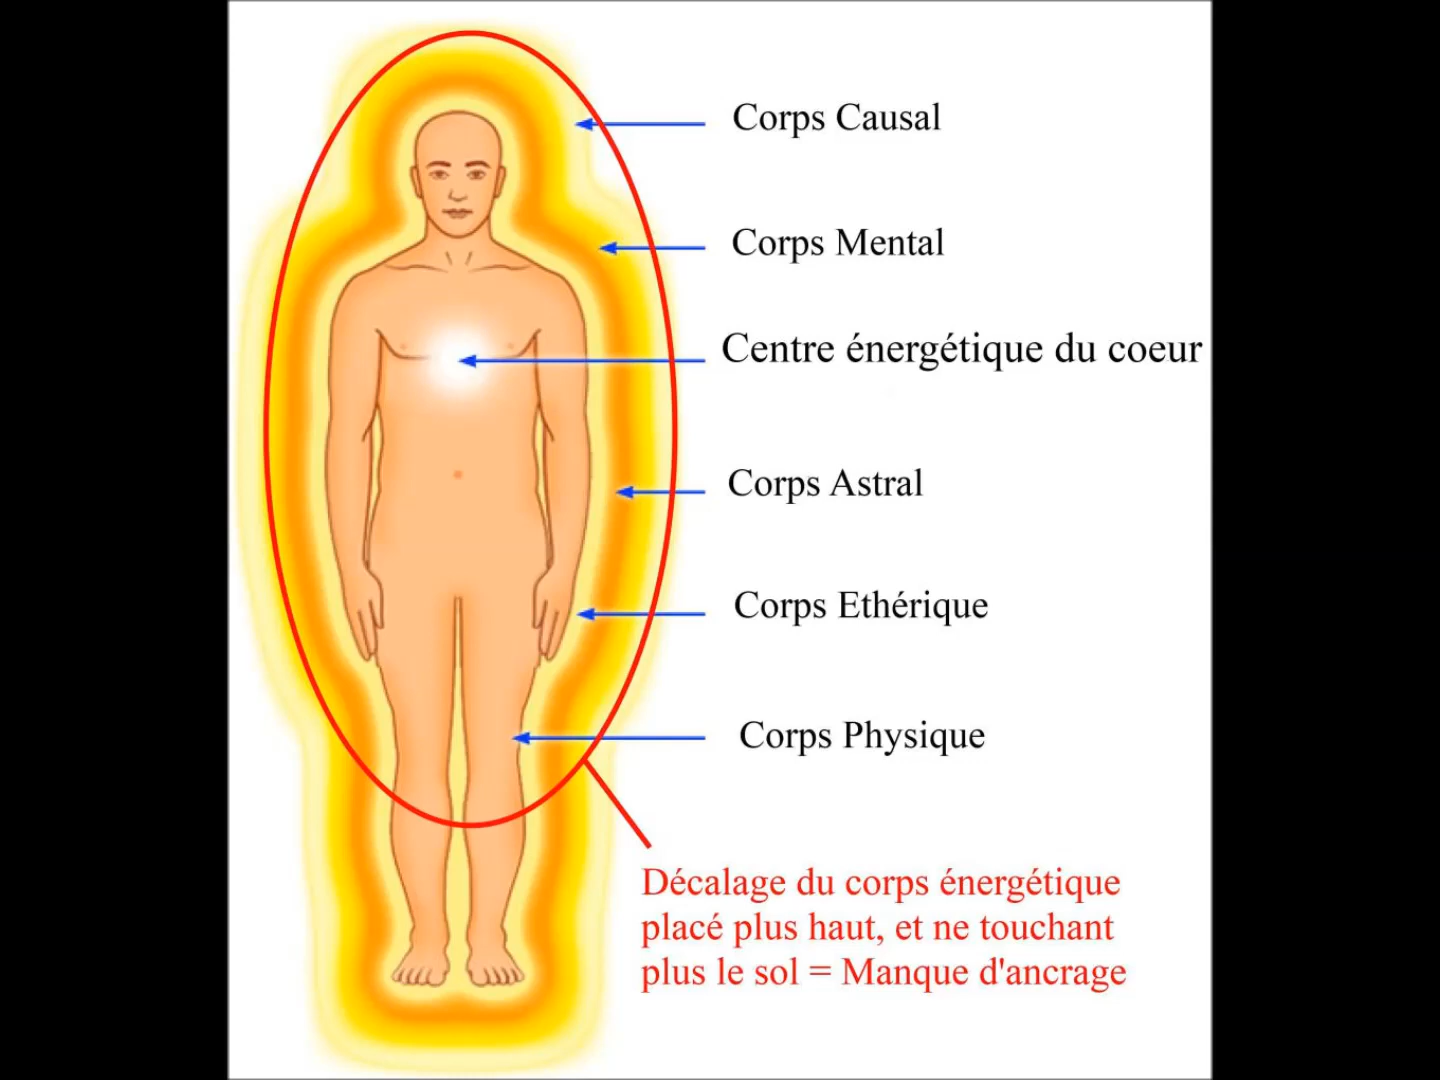 Corps Causal
Corps Mental
Centre énergétique du coeur
Corps Astral
Corps Ethérique
Corps Physique
Décalage du corps énergétique
placé plus haut, et ne touchant
plus le sol = Manque d'ancrage